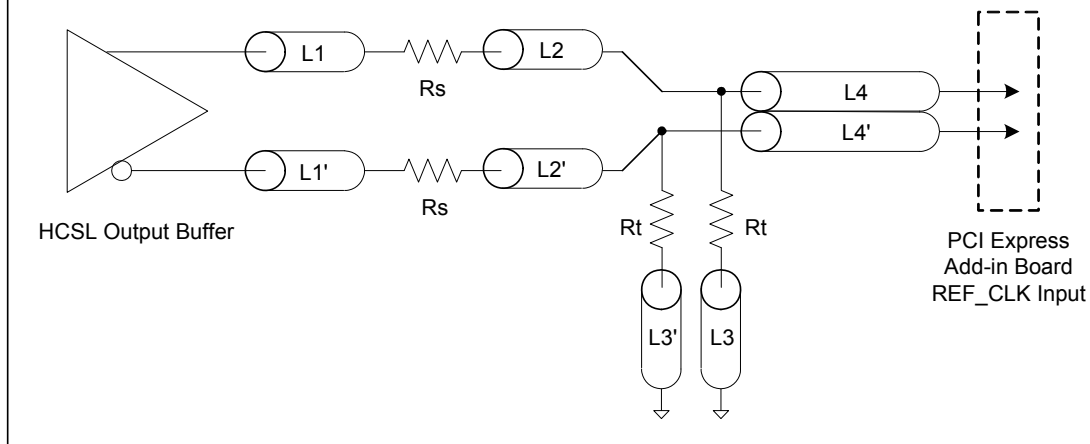 L1
Rs
L2
L4
L4'
L1'
Rs
L2'
HCSL Output Buffer
Rt
Rt
L3'
L3
PCI Express
Add-in Board
REF_CLK Input